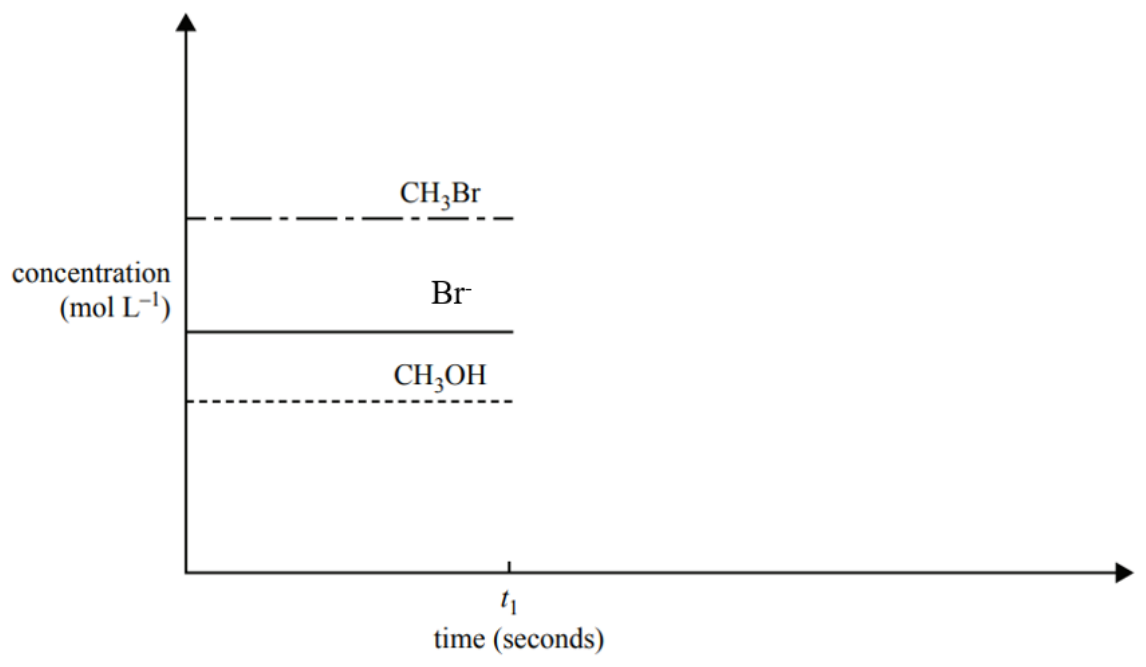 CH₃Br
concentration
(mol L⁻¹)
Br⁻
CH₃OH
t₁
time (seconds)